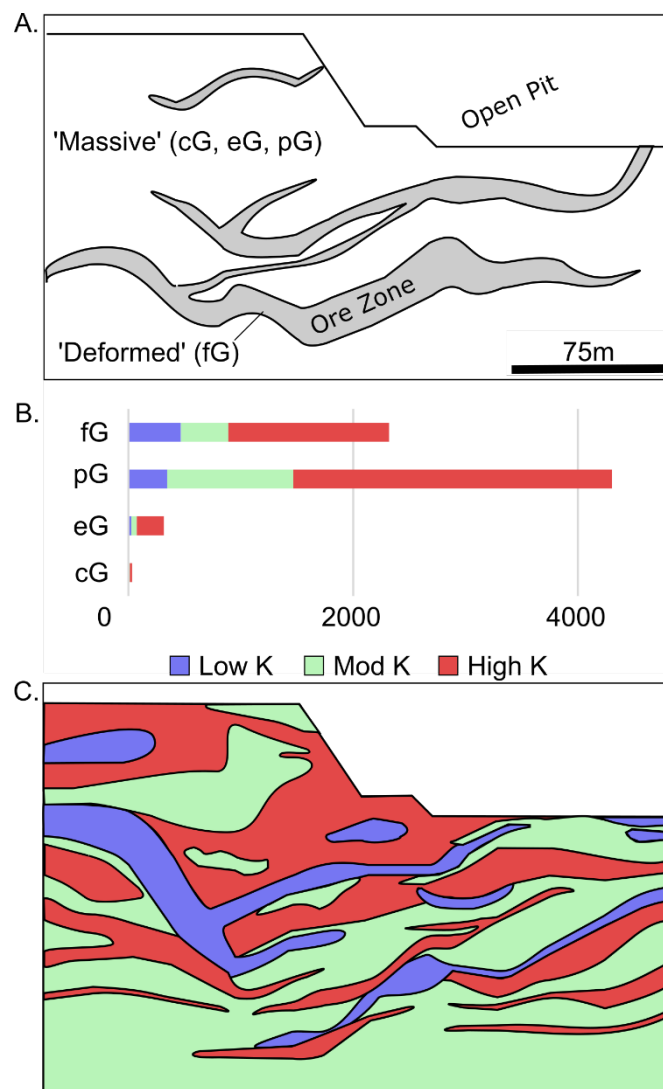 A.
Open Pit
'Massive' (cG, eG, pG)
Ore Zone
'Deformed' (fG)
75m
B.
fG
pG
eG
cG
0 2000 4000
Low K Mod K High K
C.